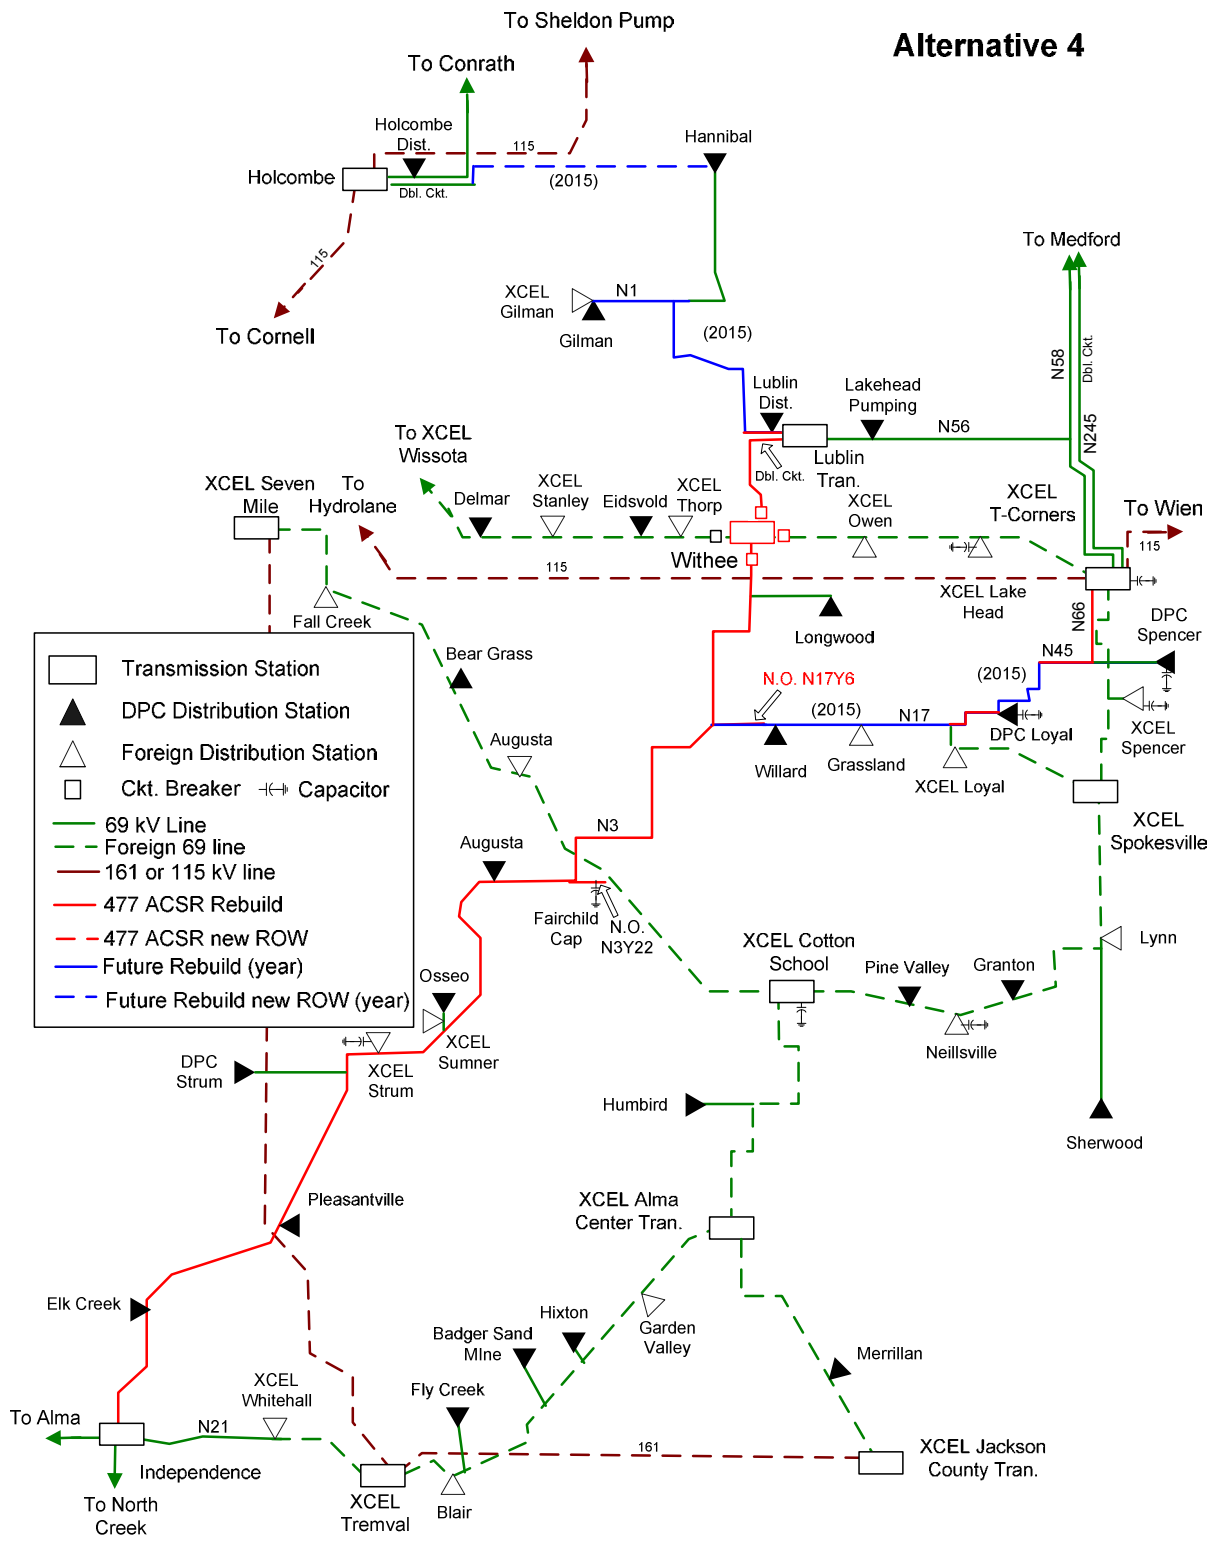 To Sheldon Pump
Alternative 4
To Conrath
Holcombe
Dist.
115
Hannibal
Holcombe
(2015)
Dbl. Ckt.
To Medford
115
XCEL
Gilman
N1
To Cornell
Gilman
(2015)
N58
Dbl. Ckt.
Lublin
Dist.
Lakehead
Pumping
N56
N245
To XCEL
Wissota
Lublin
Tran.
Dbl. Ckt.
XCEL Seven
Mile
To
Hydrolane
Delmar
XCEL
Stanley
Eidsvold
XCEL
Thorp
XCEL
Owen
XCEL
T-Corners
To Wien
115
Withee
115
XCEL Lake
Head
Fall Creek
Longwood
N66
DPC
Spencer
N45
Transmission Station
DPC Distribution Station
Foreign Distribution Station
Ckt. Breaker
Capacitor
69 kV Line
Foreign 69 line
161 or 115 kV line
477 ACSR Rebuild
477 ACSR new ROW
Future Rebuild (year)
Future Rebuild new ROW (year)
Bear Grass
N.O. N17Y6
(2015)
(2015)
N17
DPC Loyal
XCEL
Spencer
Augusta
Willard
Grassland
XCEL Loyal
XCEL
Spokesville
N3
Augusta
Fairchild
Cap
N.O.
N3Y22
XCEL Cotton
School
Pine Valley
Granton
Lynn
Osseo
XCEL
Sumner
Neillsville
DPC
Strum
XCEL
Strum
Humbird
Sherwood
Pleasantville
XCEL Alma
Center Tran.
Elk Creek
Hixton
Garden
Valley
Badger Sand
MIne
Merrillan
XCEL
Whitehall
Fly Creek
To Alma
N21
161
XCEL Jackson
County Tran.
Independence
To North
Creek
XCEL
Tremval
Blair